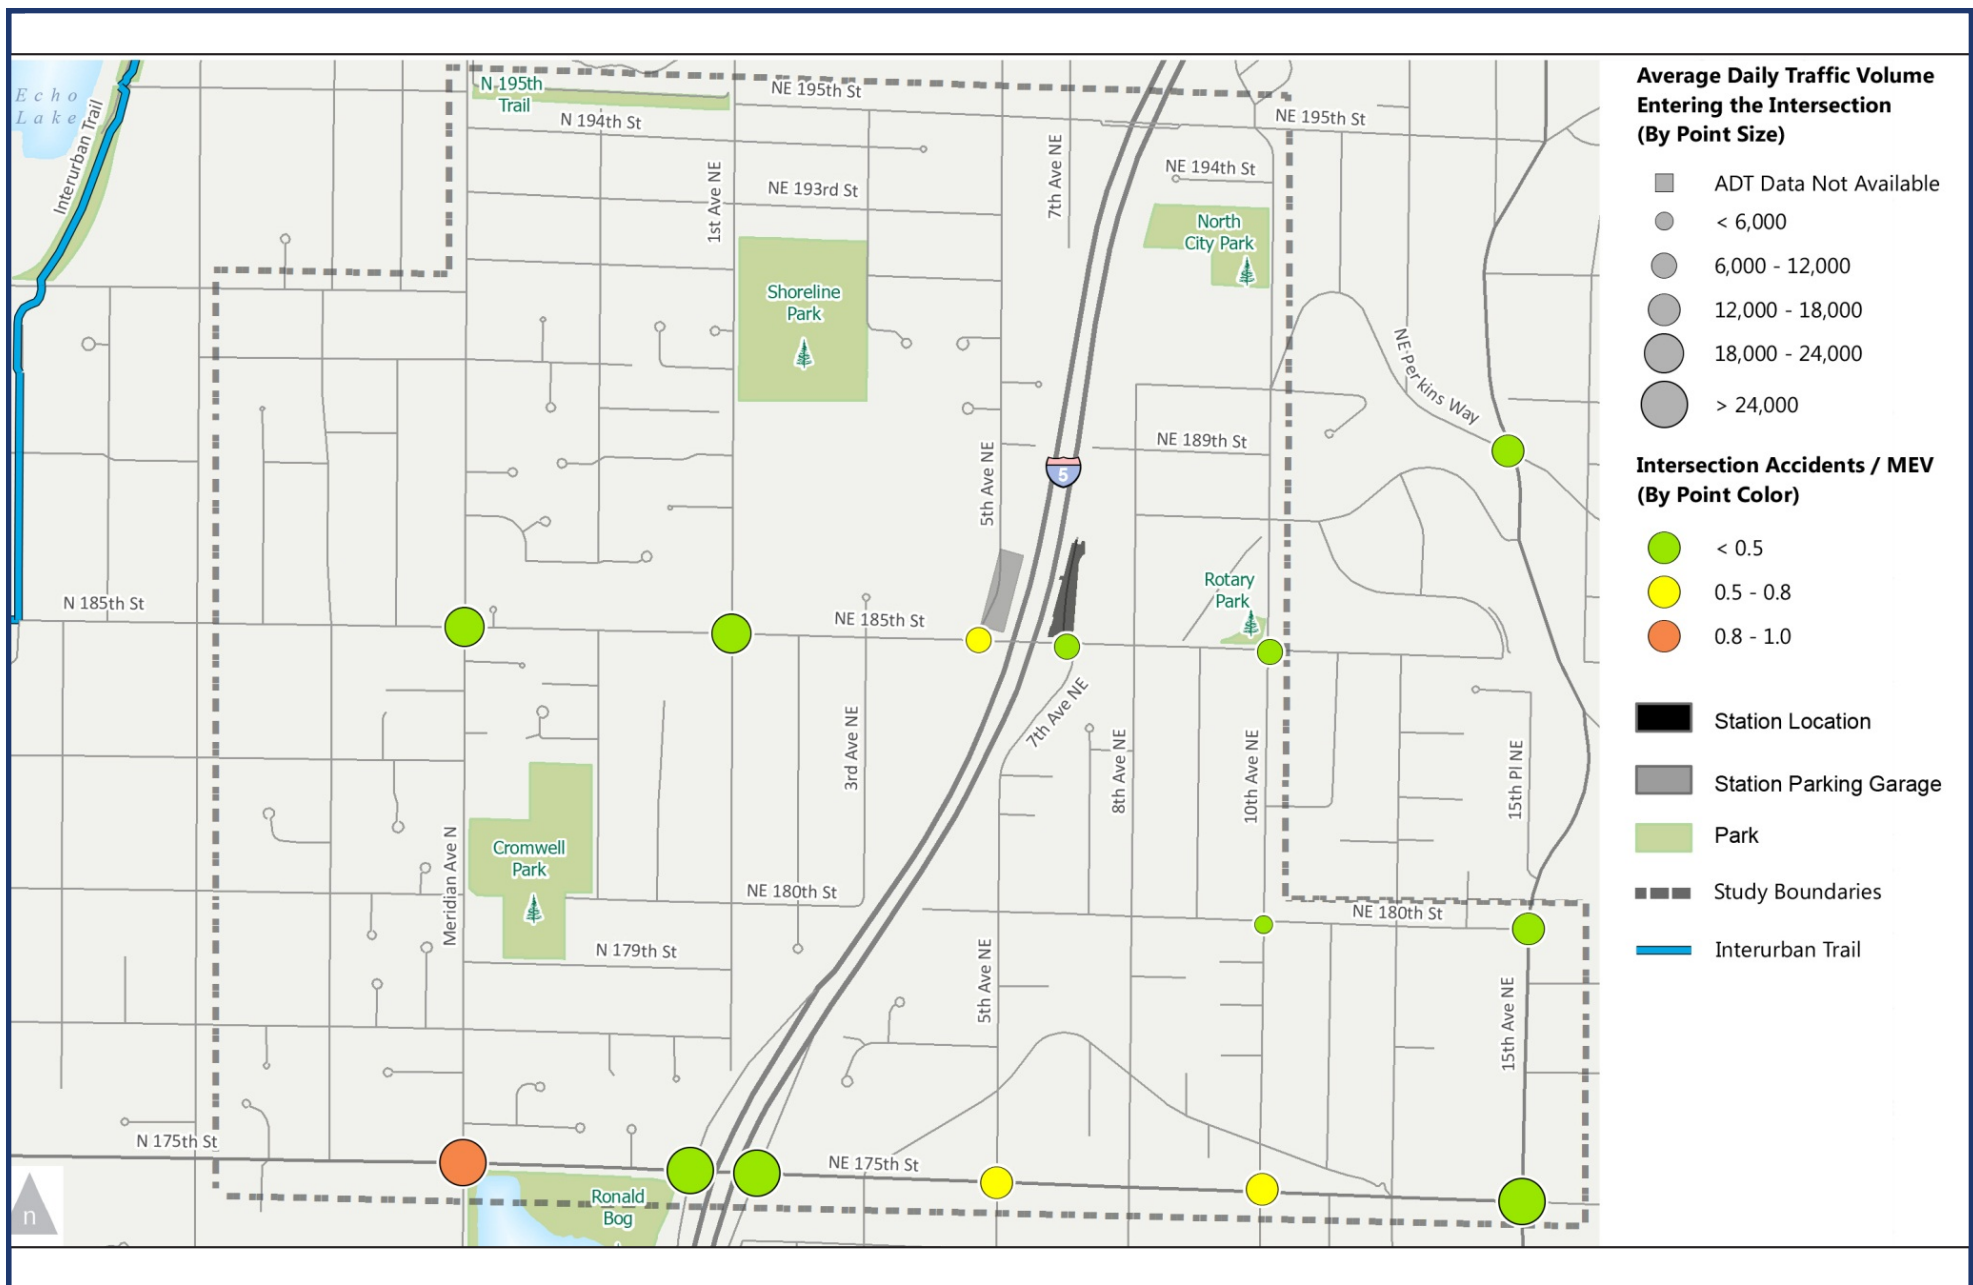 Echo
Lake
Interurban Trail
N 195th
Trail
NE 195th St
N 194th St
NE 195th St
1st Ave NE
7th Ave NE
NE 194th St
NE 193rd St
North
City Park
Shoreline
Park
NE Perkins Way
NE 189th St
5th Ave NE
5
Rotary
Park
N 185th St
NE 185th St
7th Ave NE
3rd Ave NE
8th Ave NE
10th Ave NE
15th Pl NE
Meridian Ave N
Cromwell
Park
NE 180th St
NE 180th St
N 179th St
5th Ave NE
15th Ave NE
N 175th St
NE 175th St
Ronald
Bog
n
Average Daily Traffic Volume
Entering the Intersection
(By Point Size)
ADT Data Not Available
< 6,000
6,000 - 12,000
12,000 - 18,000
18,000 - 24,000
> 24,000
Intersection Accidents / MEV
(By Point Color)
< 0.5
0.5 - 0.8
0.8 - 1.0
Station Location
Station Parking Garage
Park
Study Boundaries
Interurban Trail